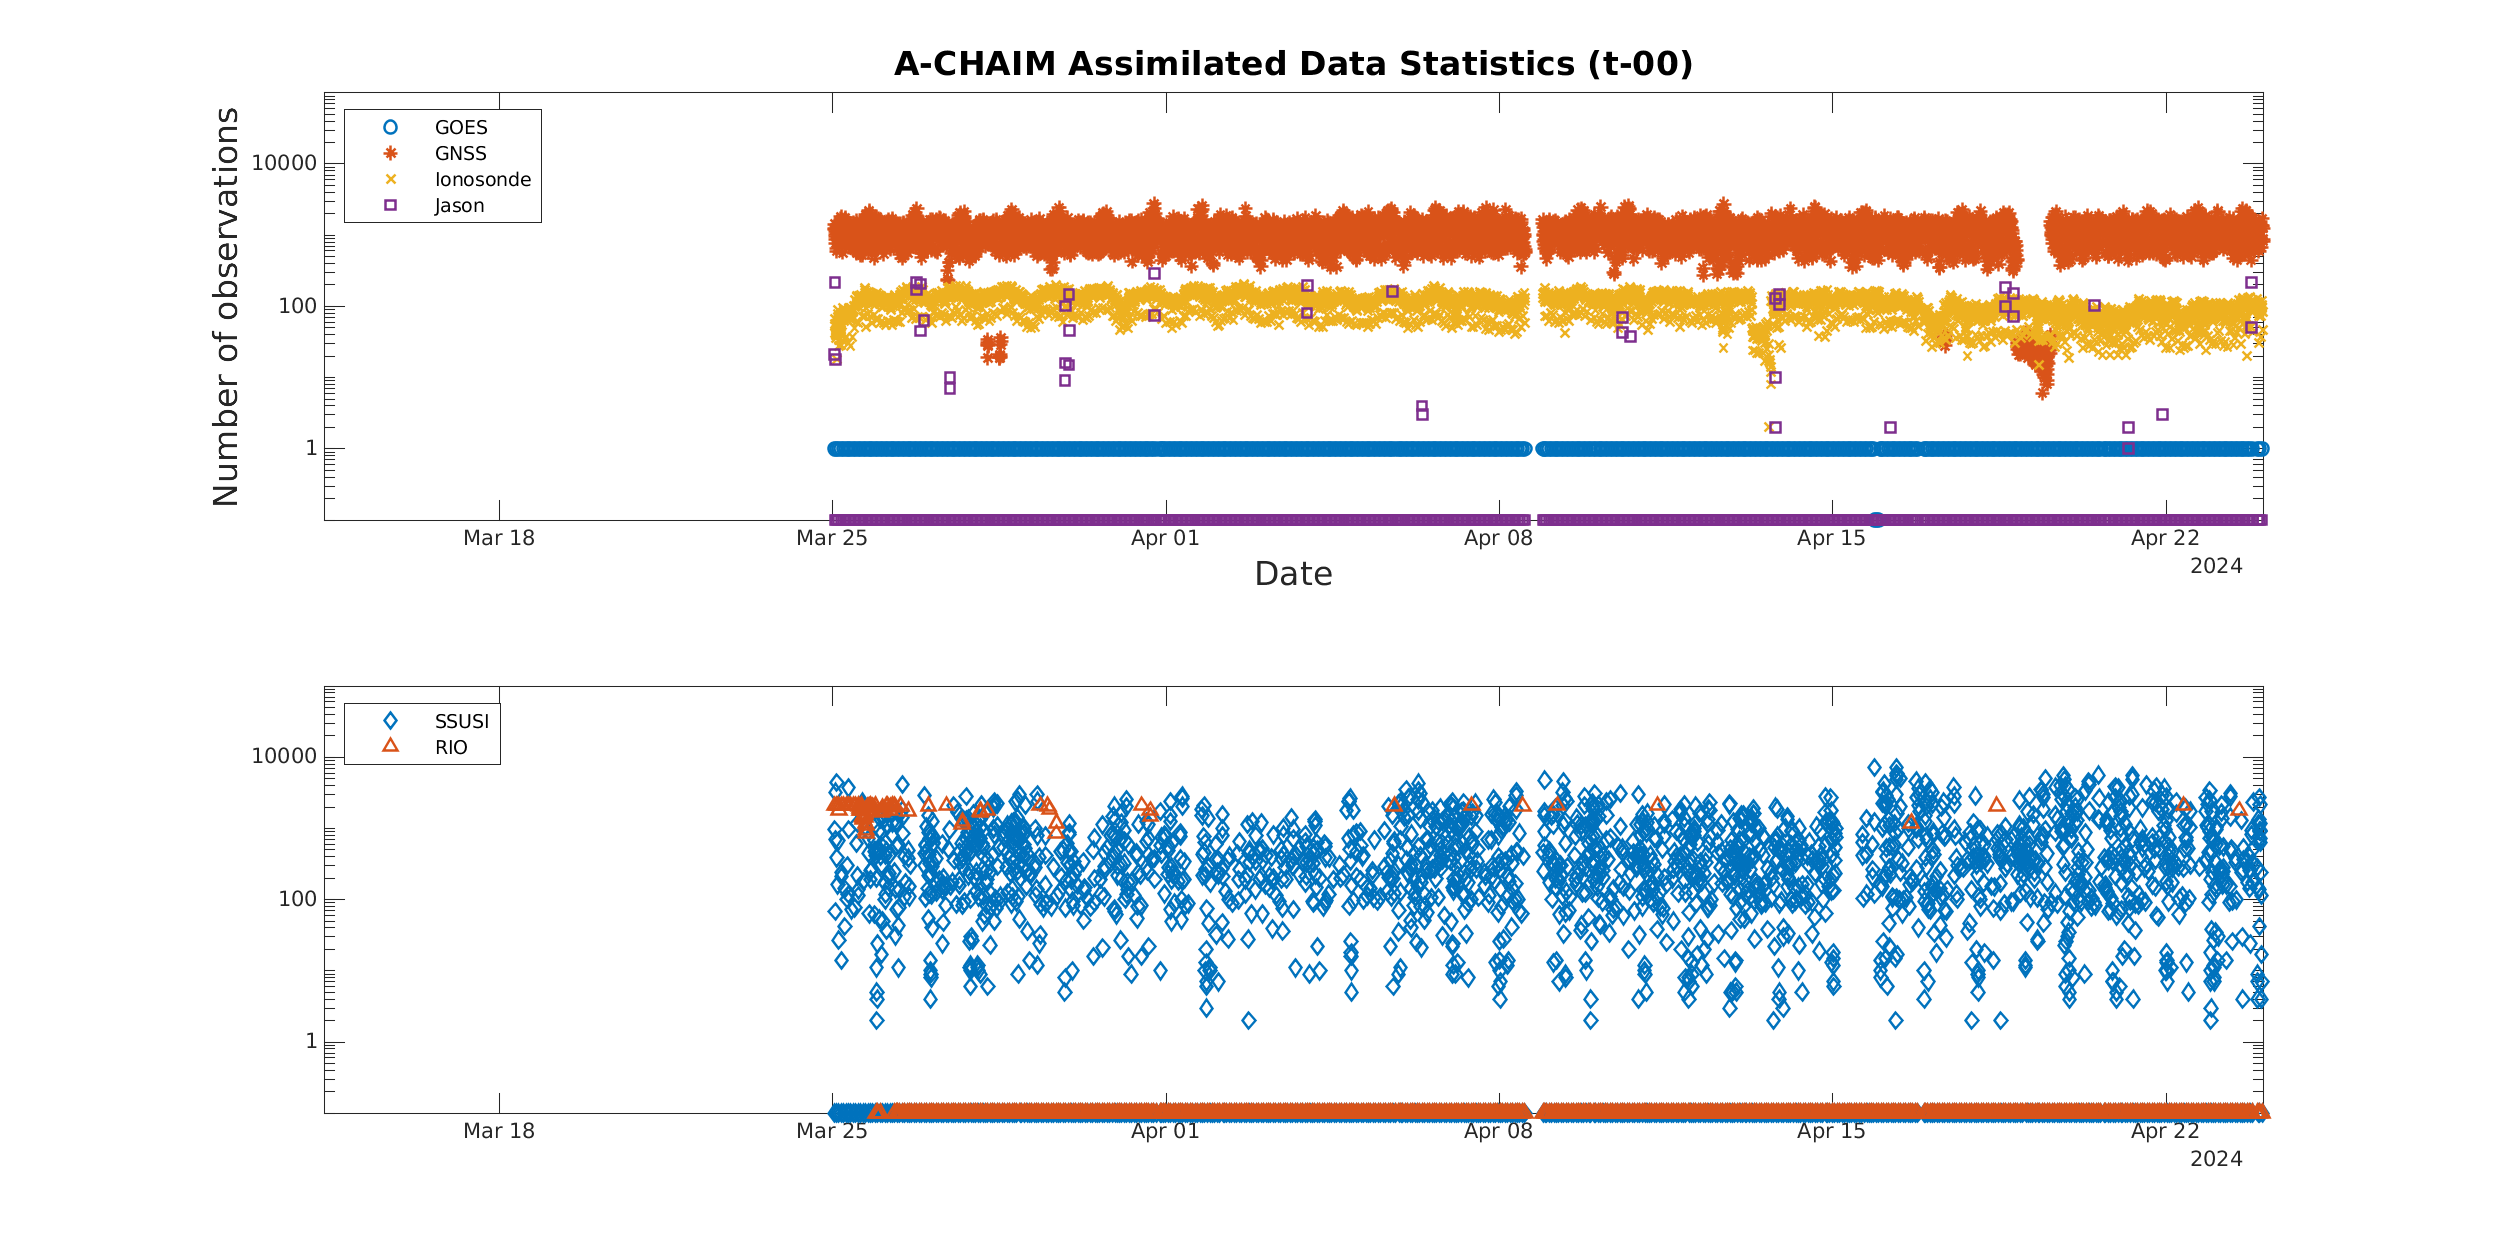 A-CHAIM Assimilated Data Statistics (t-00)
Number of observations
10000
100
1
GOES
GNSS
Ionosonde
Jason
Mar 18
Mar 25
Apr 01
Apr 08
Apr 15
Apr 22
2024
Date
10000
100
1
SSUSI
RIO
Mar 18
Mar 25
Apr 01
Apr 08
Apr 15
Apr 22
2024